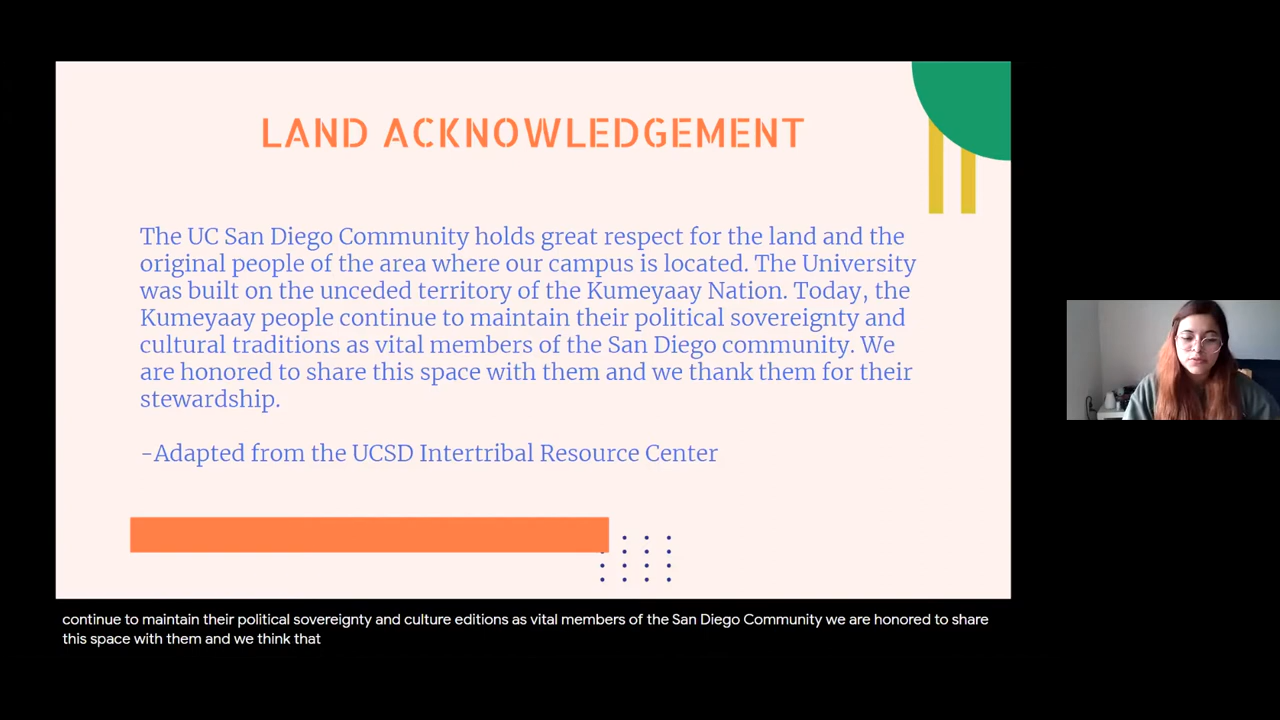 LAND ACKNOWLEDGEMENT
The UC San Diego Community holds great respect for the land and the
original people of the area where our campus is located. The University
was built on the unceded territory of the Kumeyaay Nation. Today, the
Kumeyaay people continue to maintain their political sovereignty and
cultural traditions as vital members of the San Diego community. We
are honored to share this space with them and we thank them for their
stewardship.
-Adapted from the UCSD Intertribal Resource Center
continue to maintain their political sovereignty and culture editions as vital members of the San Diego Community we are honored to share
this space with them and we think that